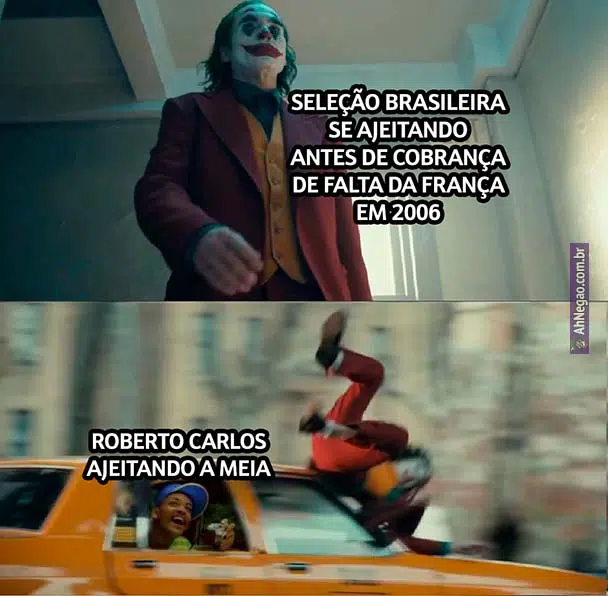 SELEÇÃO BRASILEIRA
SE AJEITANDO
ANTES DE COBRANÇA
DE FALTA DA FRANÇA
EM 2006
AhNegao.com.br
ROBERTO CARLOS
AJEITANDO A MEIA